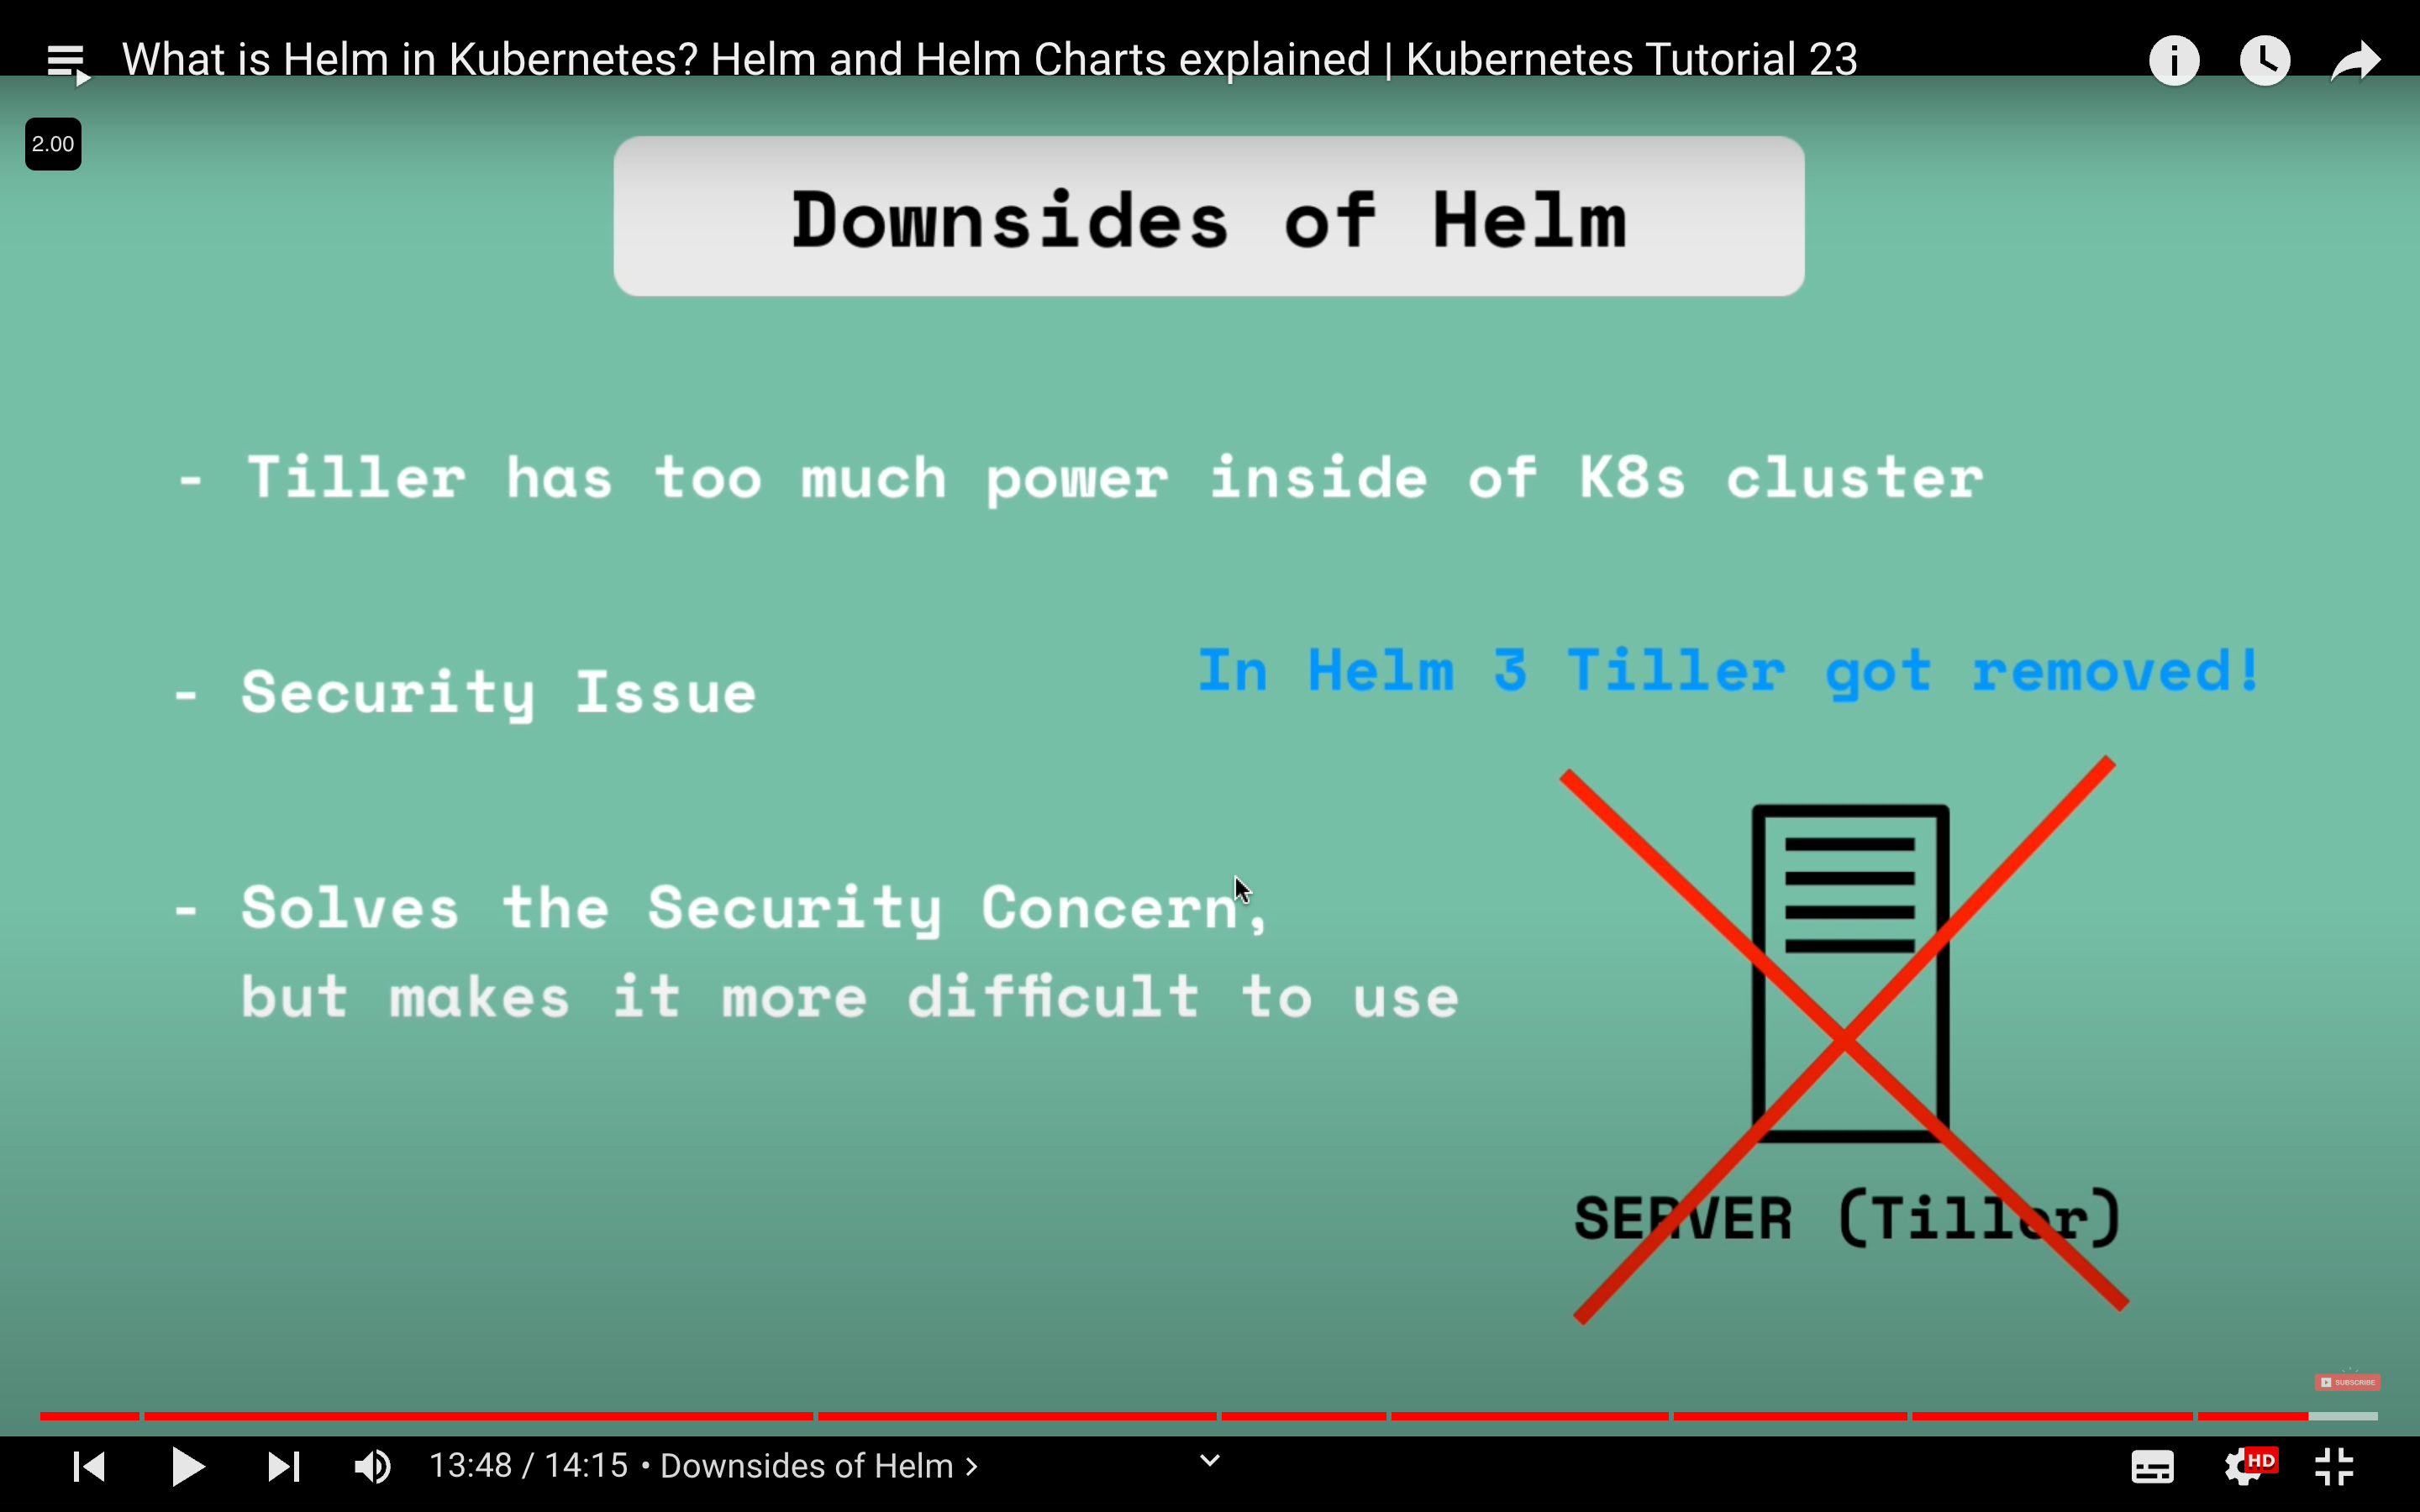 What is Helm in Kubernetes? Helm and Helm Charts explained | Kubernetes Tutorial 23
2.00
Downsides of Helm
- Tiller has too much power inside of K8s cluster
In Helm 3 Tiller got removed!
- Security Issue
- Solves the Security Concern,
but makes it more difficult to use
SERVER (Tiller)
SUBSCRIBE
13:48 / 14:15 • Downsides of Helm >
HD